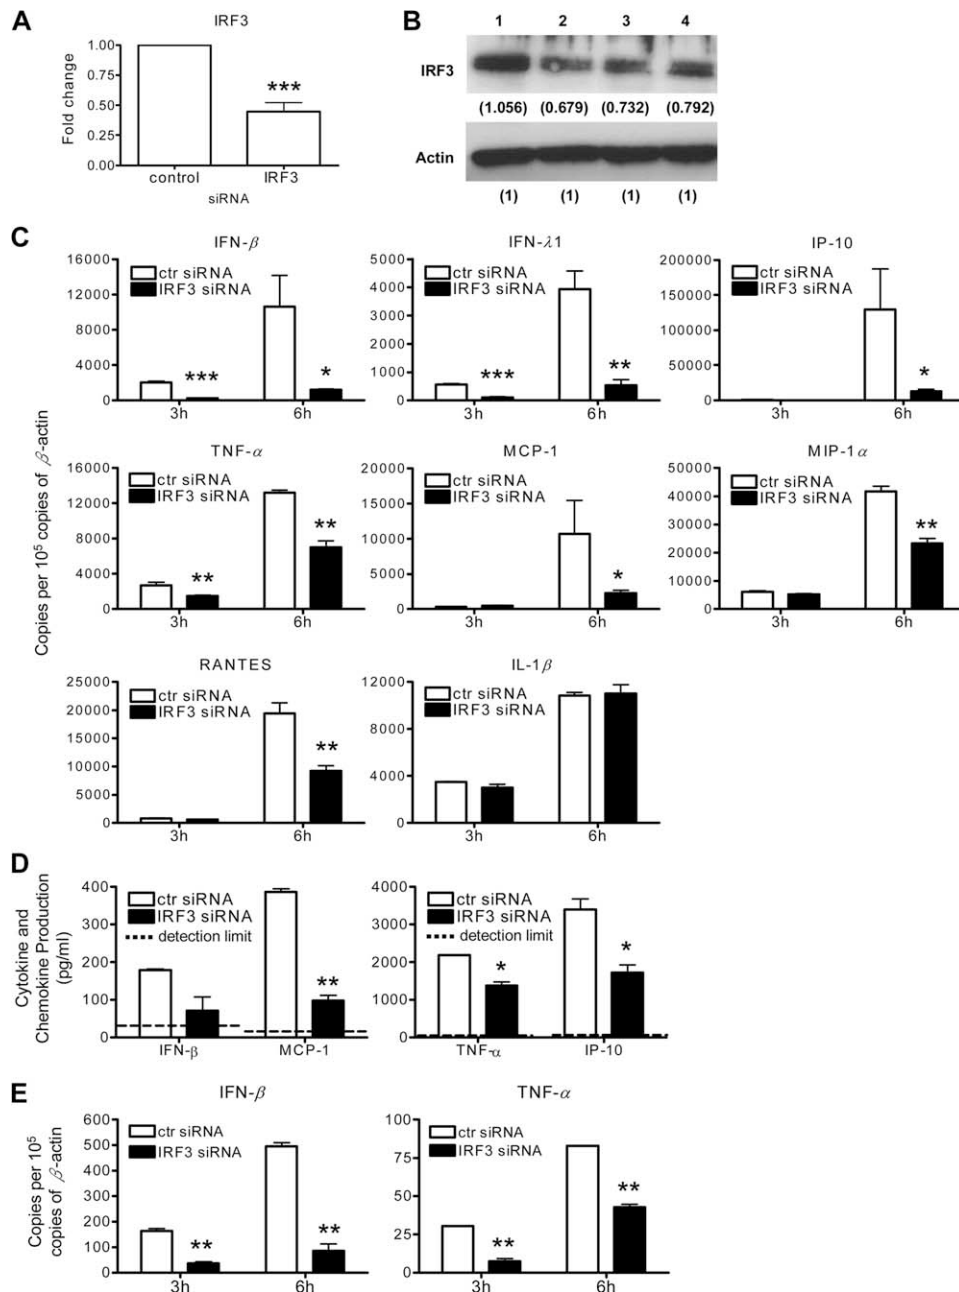 A
IRF3
Fold change
1.00
0.75
0.50
0.25
0.00
***
control
IRF3
siRNA
B
1 2 3 4
IRF3
(1.056) (0.679) (0.732) (0.792)
Actin
(1) (1) (1) (1)
C
Copies per 10⁵ copies of β-actin
IFN-β
16000
12000
8000
4000
0
ctr siRNA
IRF3 siRNA
***
*
3h 6h
IFN-λ1
5000
4000
3000
2000
1000
0
ctr siRNA
IRF3 siRNA
***
**
3h 6h
IP-10
200000
150000
100000
50000
0
ctr siRNA
IRF3 siRNA
*
3h 6h
TNF-α
16000
12000
8000
4000
0
ctr siRNA
IRF3 siRNA
**
**
3h 6h
MCP-1
20000
15000
10000
5000
0
ctr siRNA
IRF3 siRNA
*
3h 6h
MIP-1α
50000
40000
30000
20000
10000
0
ctr siRNA
IRF3 siRNA
**
3h 6h
RANTES
25000
20000
15000
10000
5000
0
ctr siRNA
IRF3 siRNA
**
3h 6h
IL-1β
12000
8000
4000
0
ctr siRNA
IRF3 siRNA
3h 6h
D
Cytokine and
Chemokine Production
(pg/ml)
400
300
200
100
0
ctr siRNA
IRF3 siRNA
detection limit
**
IFN-β MCP-1
4000
3000
2000
1000
0
ctr siRNA
IRF3 siRNA
detection limit
*
*
TNF-α IP-10
E
Copies per 10⁵
copies of β-actin
IFN-β
600
500
400
300
200
100
0
ctr siRNA
IRF3 siRNA
**
**
3h 6h
TNF-α
100
75
50
25
0
ctr siRNA
IRF3 siRNA
**
**
3h 6h